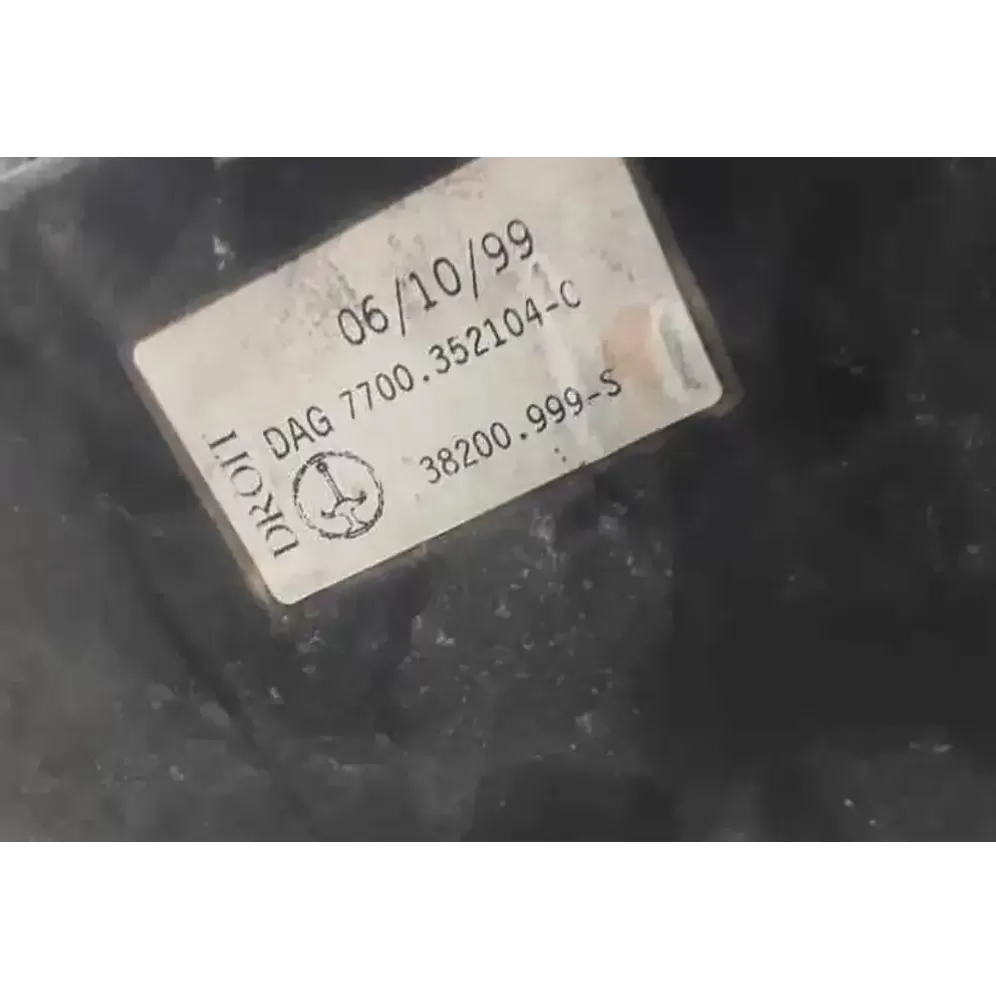 06/10/99
DAG 7700.352104-C
38200.999-S
DROIT